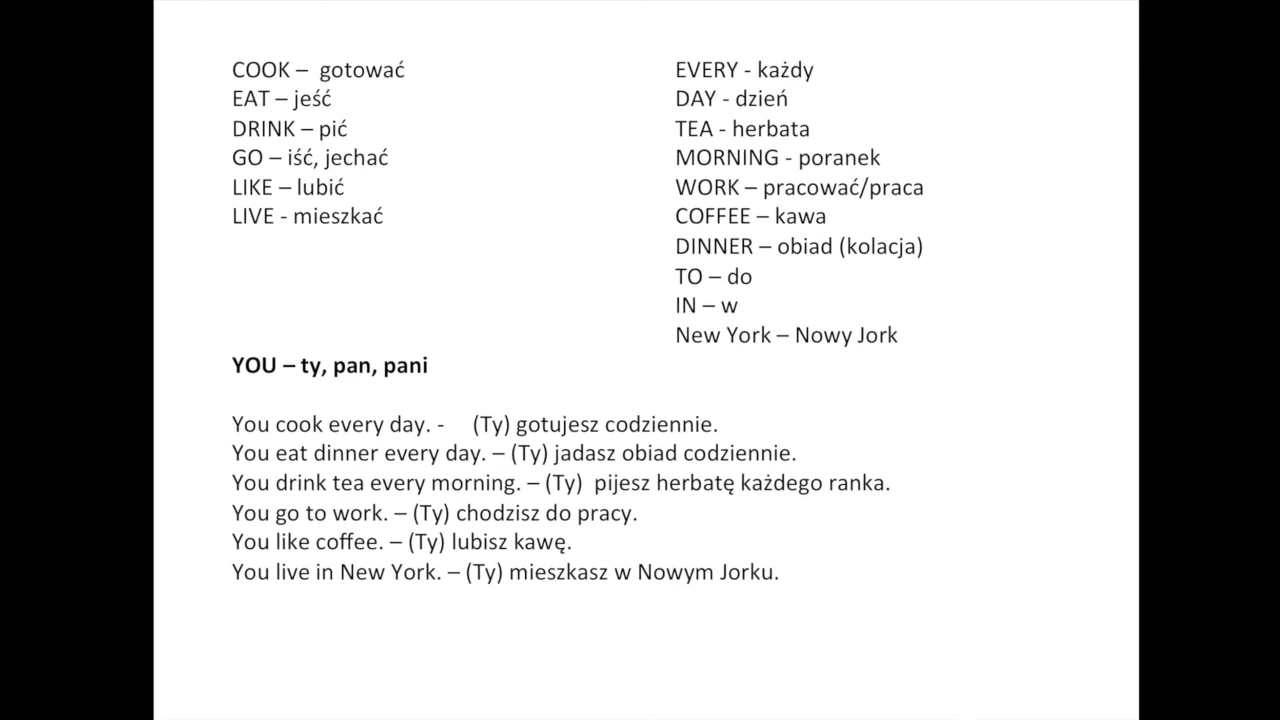 COOK – gotować
EAT – jeść
DRINK – pić
GO – iść, jechać
LIKE – lubić
LIVE - mieszkać
EVERY - każdy
DAY - dzień
TEA - herbata
MORNING - poranek
WORK – pracować/praca
COFFEE – kawa
DINNER – obiad (kolacja)
TO – do
IN – w
New York – Nowy Jork
YOU – ty, pan, pani
You cook every day. - (Ty) gotujesz codziennie.
You eat dinner every day. – (Ty) jadasz obiad codziennie.
You drink tea every morning. – (Ty) pijesz herbatę każdego ranka.
You go to work. – (Ty) chodzisz do pracy.
You like coffee. – (Ty) lubisz kawę.
You live in New York. – (Ty) mieszkasz w Nowym Jorku.